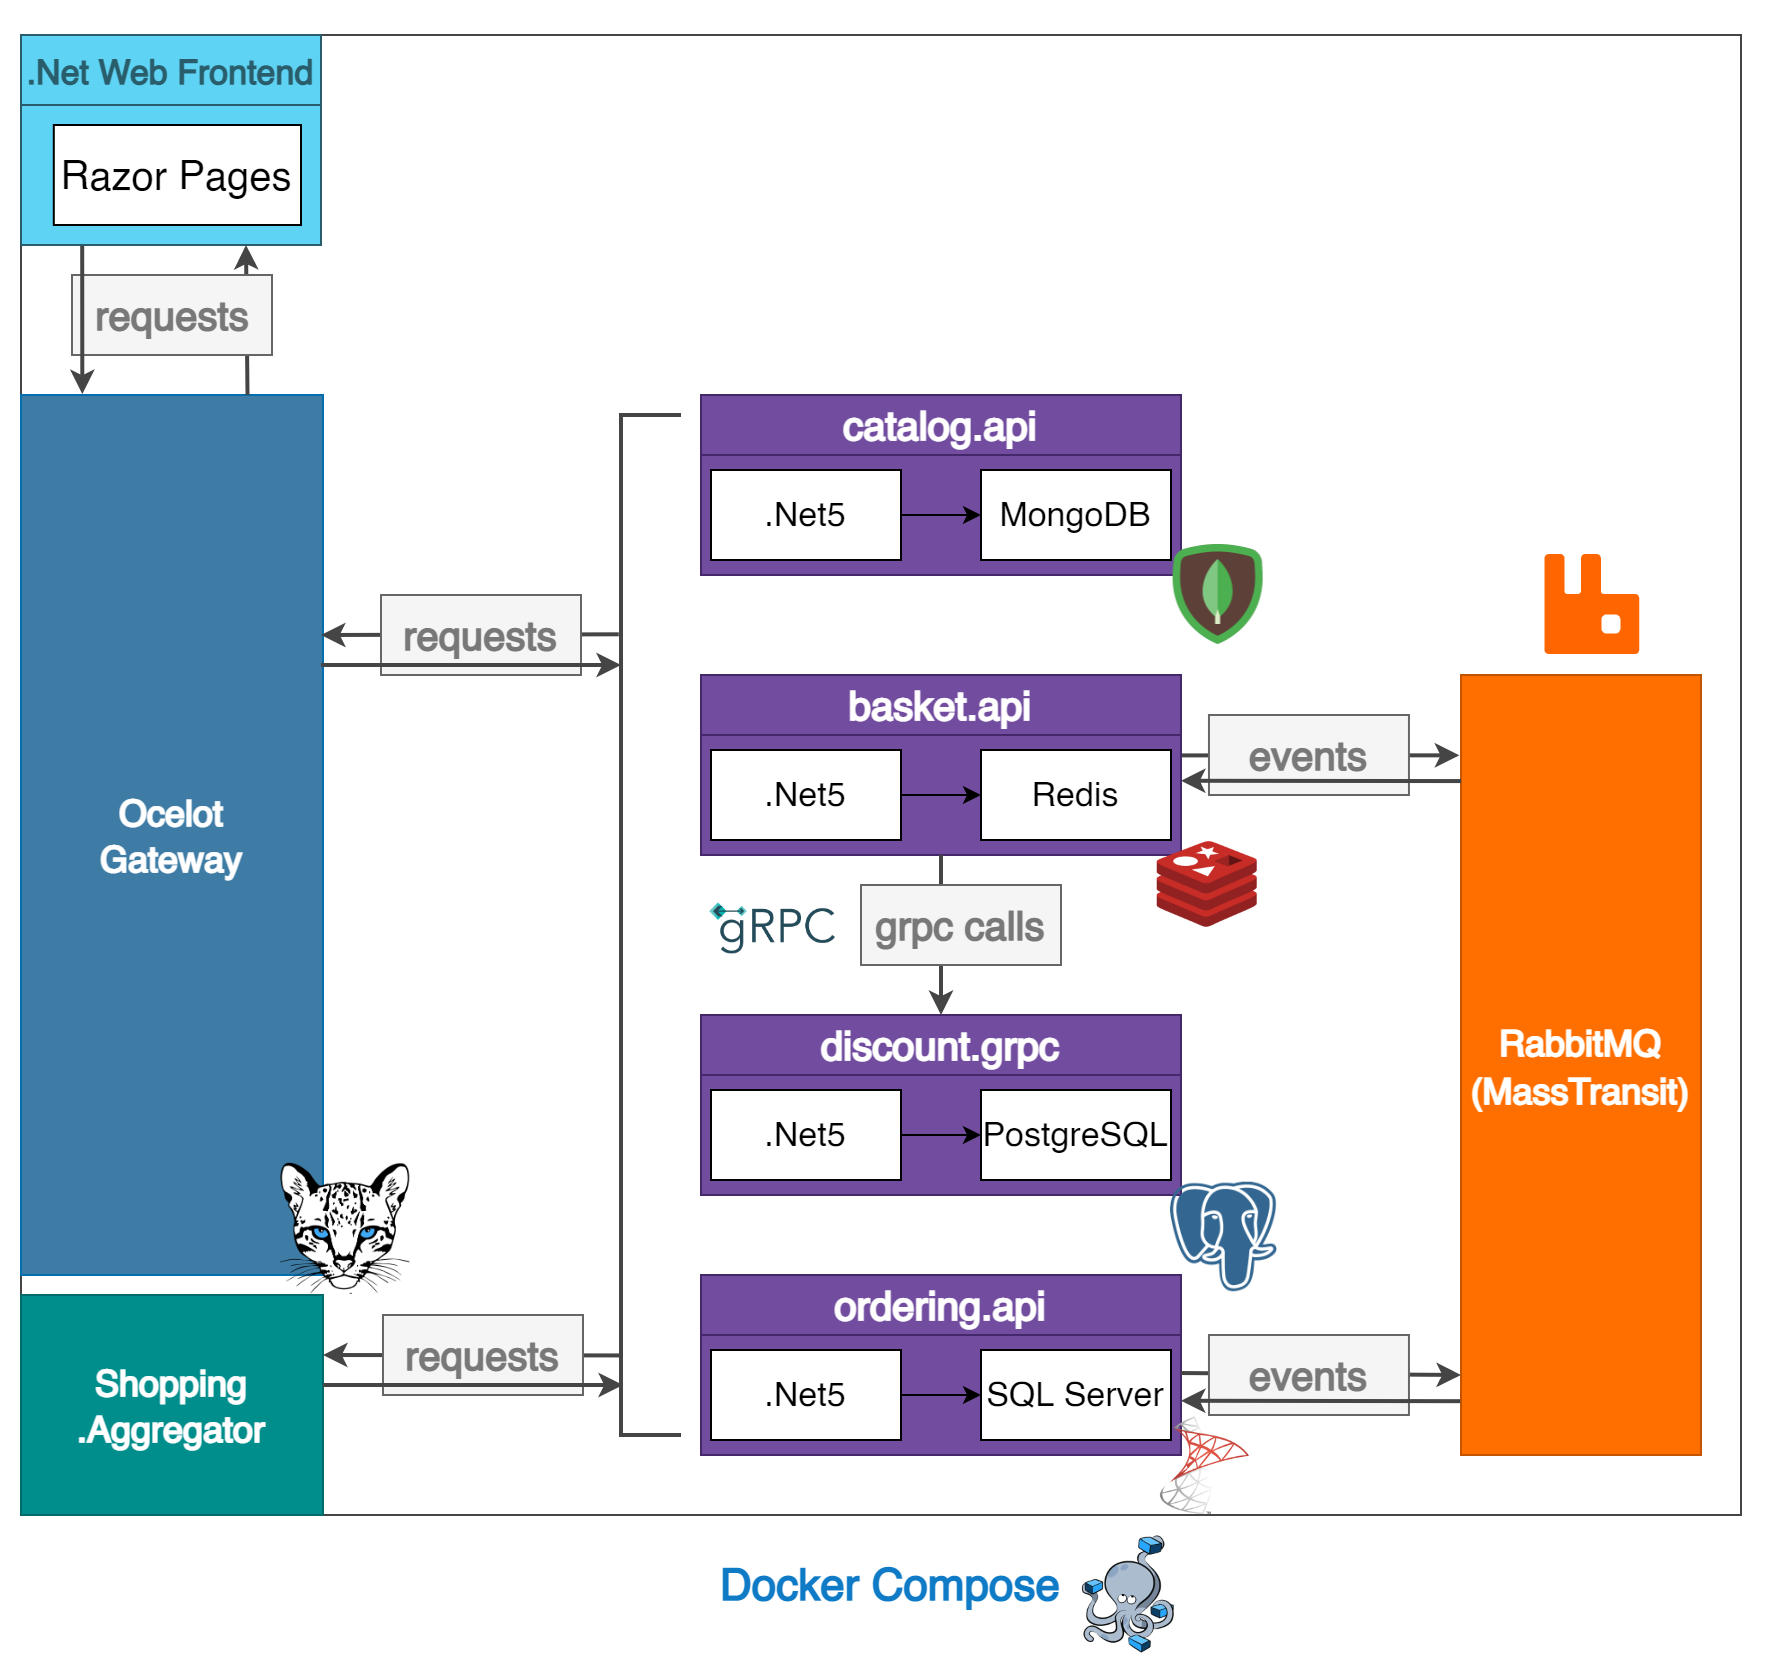 .Net Web Frontend
Razor Pages
requests
Ocelot
Gateway
requests
catalog.api
.Net5
MongoDB
basket.api
.Net5
Redis
events
gRPC
grpc calls
discount.grpc
.Net5
PostgreSQL
RabbitMQ
(MassTransit)
ordering.api
.Net5
SQL Server
events
requests
Shopping
.Aggregator
Docker Compose